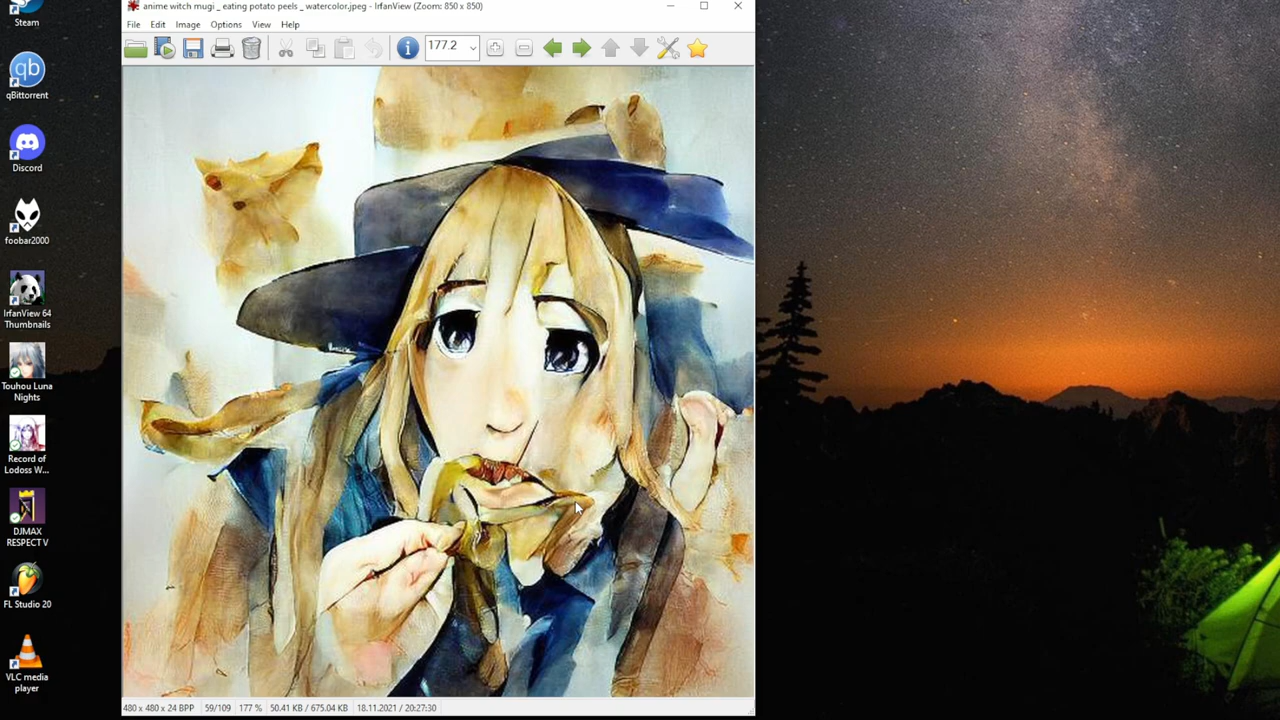 anime witch mugi _ eating potato peels _ watercolor.jpeg - IrfanView (Zoom: 850 x 850)
File Edit Image Options View Help
177.2
Steam
qBittorrent
Discord
foobar2000
IrfanView 64
Thumbnails
Touhou Luna
Nights
Record of
Lodoss W...
DJMAX
RESPECT V
FL Studio 20
VLC media
player
480 x 480 x 24 BPP 59/109 177 % 50.41 KB / 675.04 KB 18.11.2021 / 20:27:30